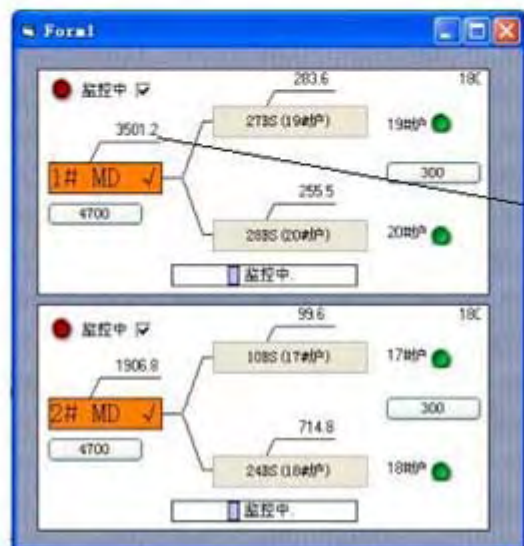 Form1
监控中
283.6
180
27BS (19#炉)
19#炉
3501.2
1# MD √
300
255.5
4700
28BS (20#炉)
20#炉
监控中.
监控中
99.6
180
10BS (17#炉)
17#炉
1906.8
2# MD √
300
714.8
4700
24BS (18#炉)
18#炉
监控中.